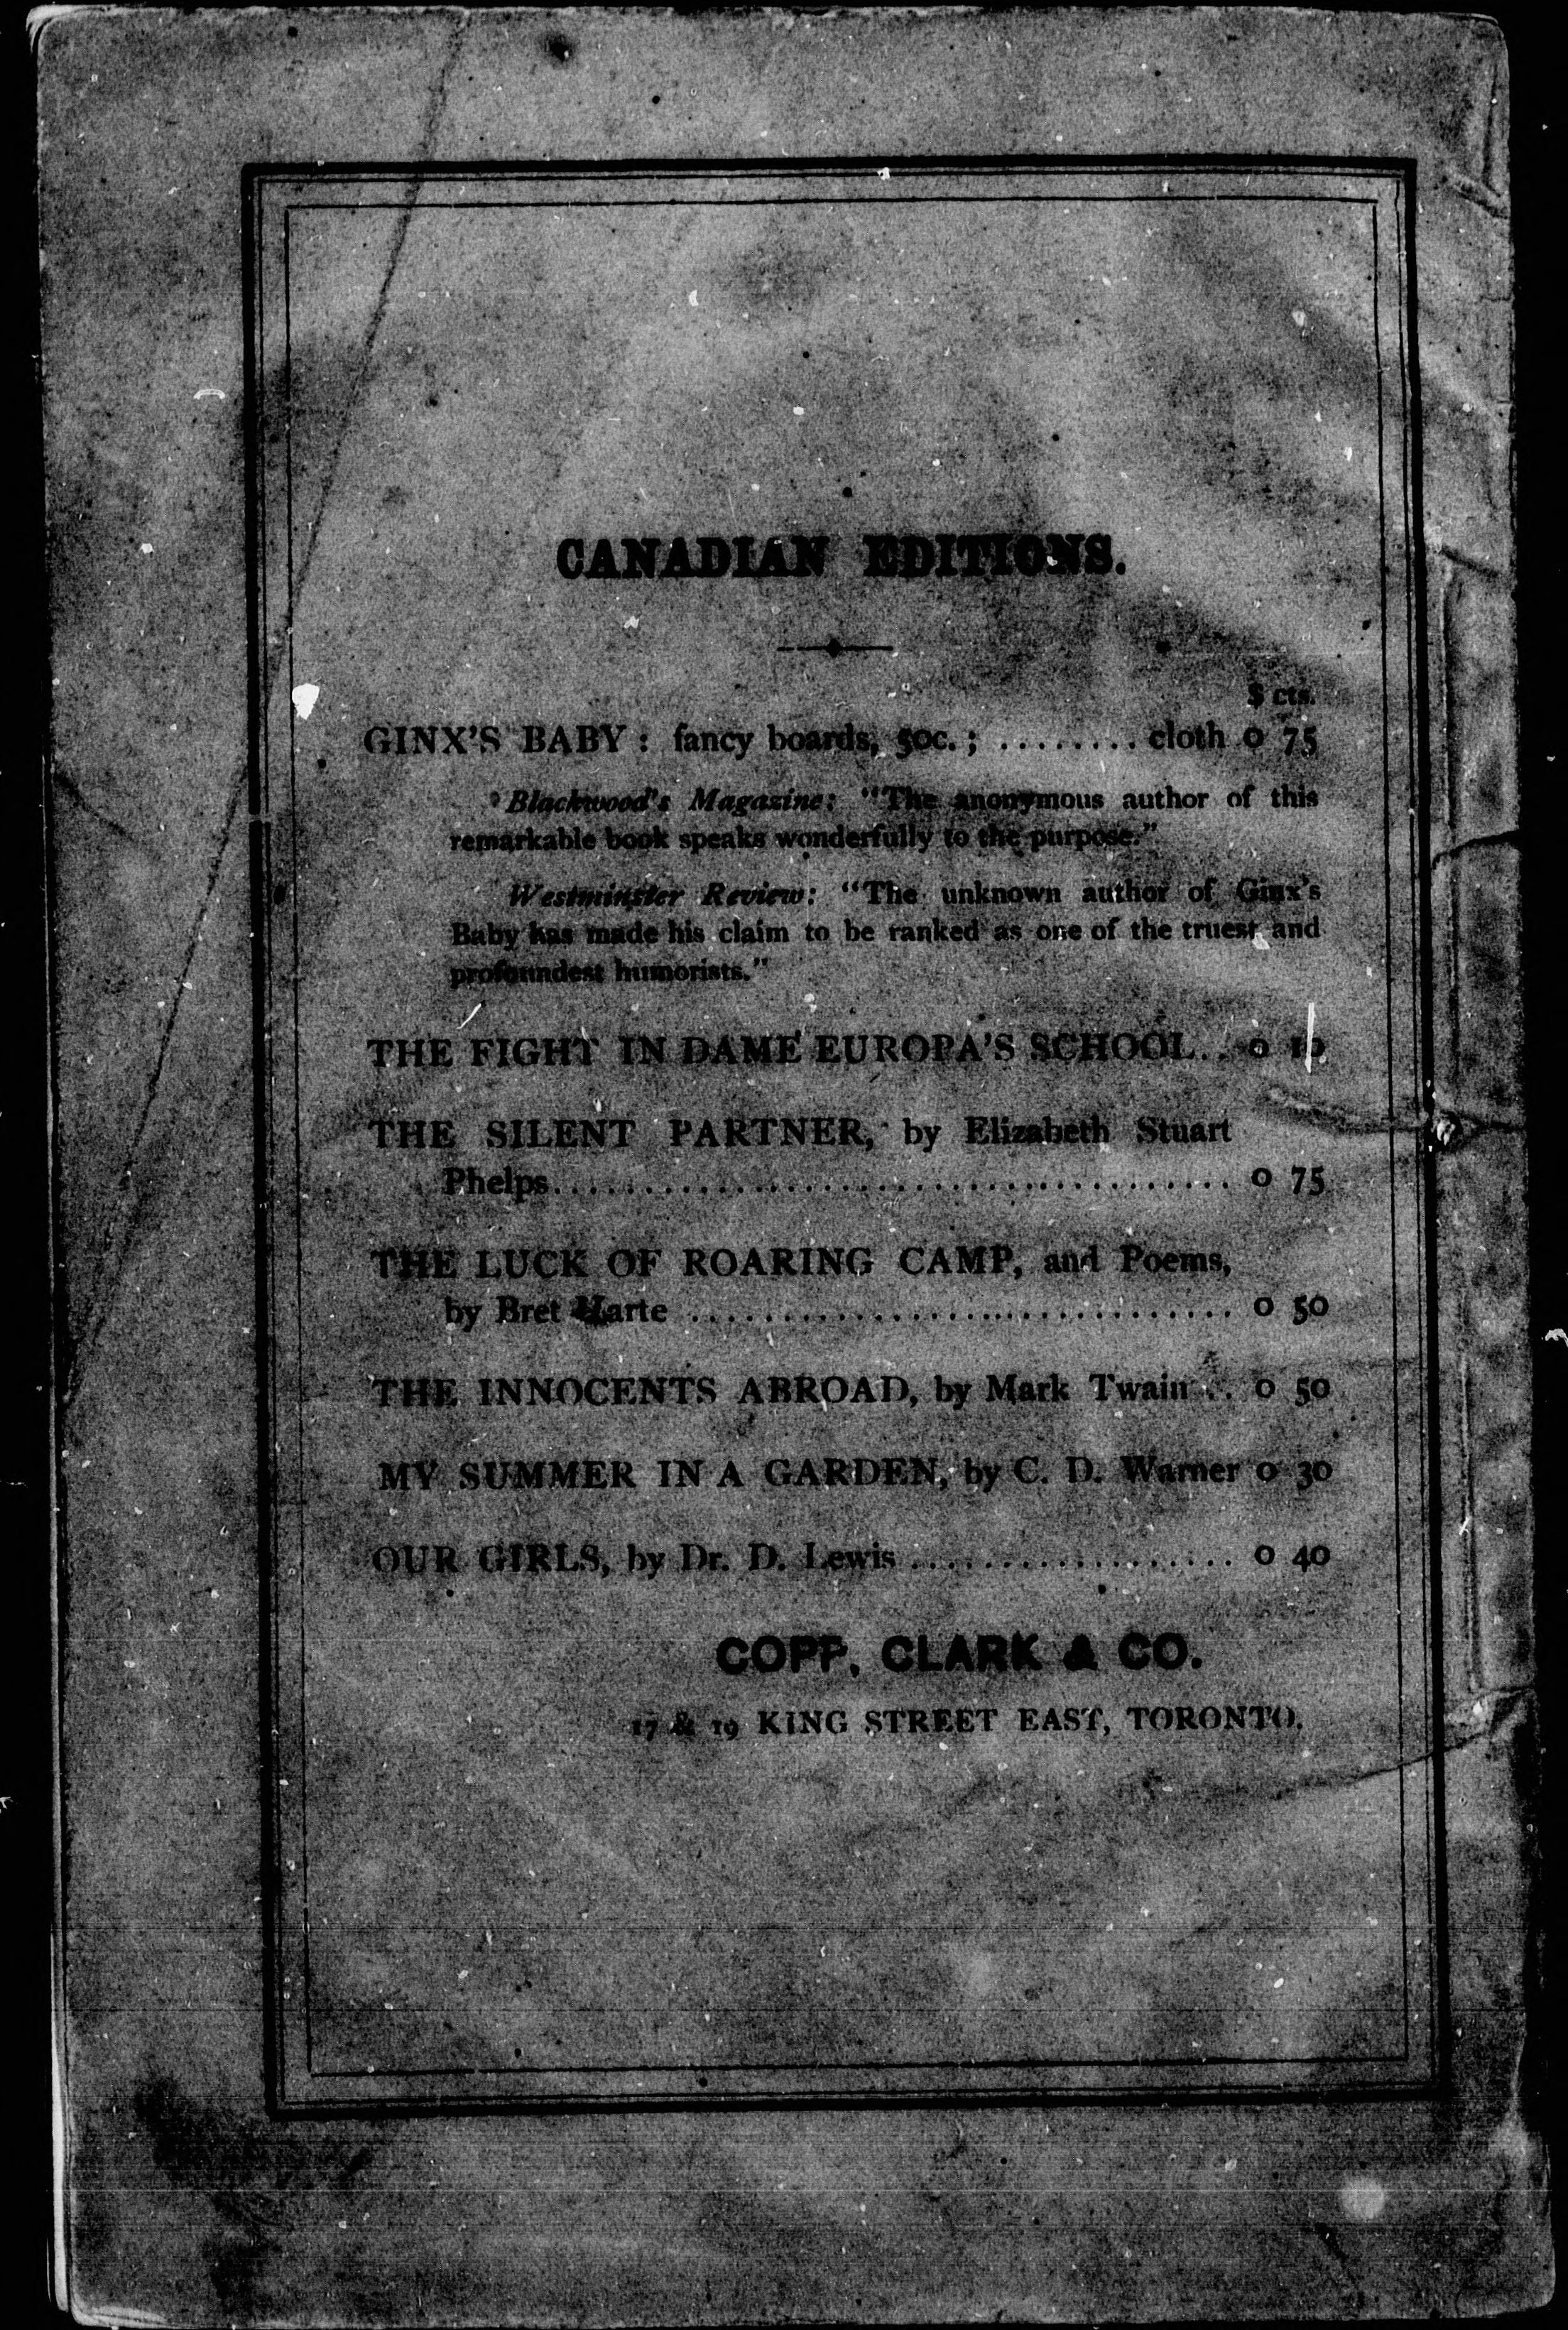 CANADIAN EDITIONS.
$ cts.
GINX'S BABY : fancy boards, 50c. ; ........ cloth 0 75
Blackwood's Magazine: "The anonymous author of this
remarkable book speaks wonderfully to the purpose."
Westminster Review: "The unknown author of Ginx's
Baby has made his claim to be ranked as one of the truest and
profoundest humorists."
THE FIGHT IN DAME EUROPA'S SCHOOL.. 0 10
THE SILENT PARTNER, by Elizabeth Stuart
Phelps...................................... 0 75
THE LUCK OF ROARING CAMP, and Poems,
by Bret Harte .............................. 0 50
THE INNOCENTS ABROAD, by Mark Twain .. 0 50
MY SUMMER IN A GARDEN, by C. D. Warner 0 30
OUR GIRLS, by Dr. D. Lewis .................. 0 40
COPP, CLARK & CO.
17 & 19 KING STREET EAST, TORONTO.